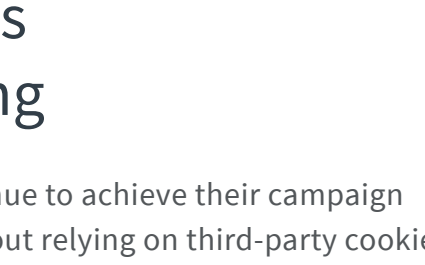 s
ng
ue to achieve their campaign
out relying on third-party cookie